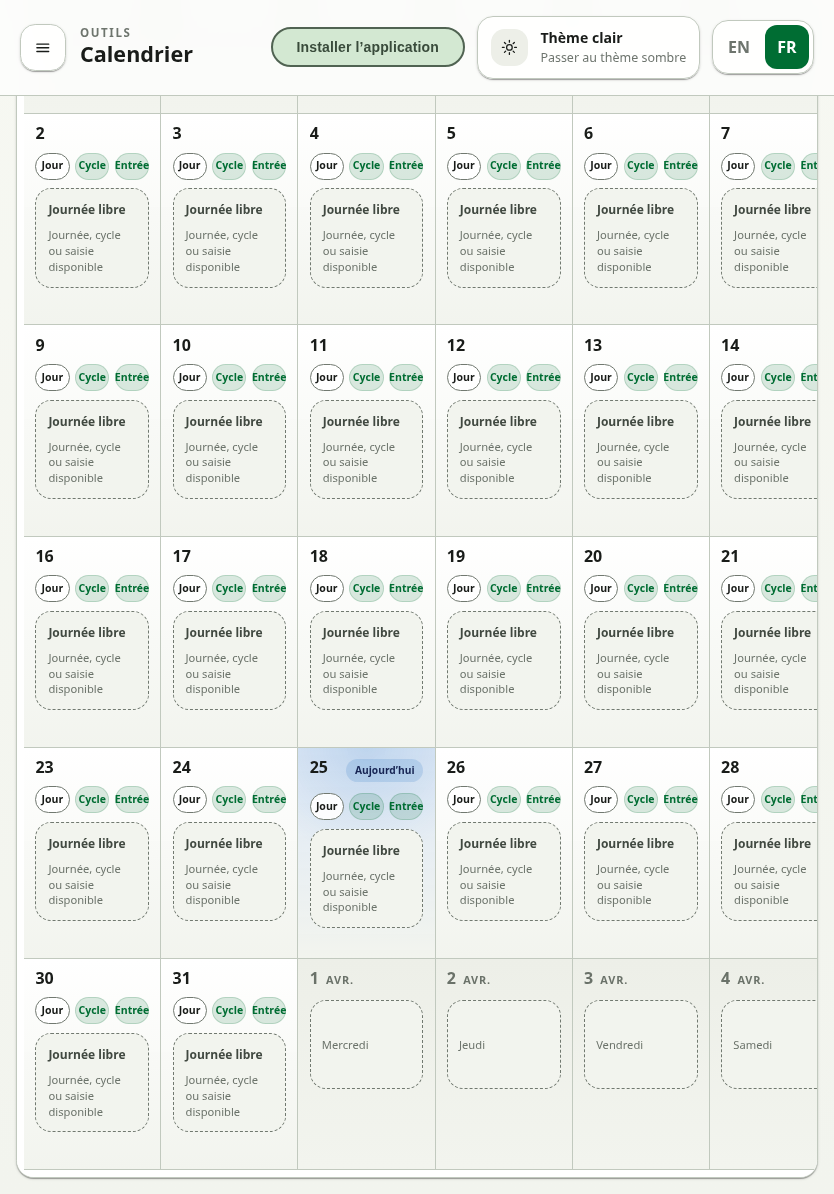 OUTILS
Calendrier
Installer l’application
Thème clair
Passer au thème sombre
EN FR
2 3 4 5 6 7
Jour Cycle Entrée Jour Cycle Entrée Jour Cycle Entrée Jour Cycle Entrée Jour Cycle Entrée Jour Cycle Ent
Journée libre Journée libre Journée libre Journée libre Journée libre Journée libre
Journée, cycle Journée, cycle Journée, cycle Journée, cycle Journée, cycle Journée, cycle
ou saisie ou saisie ou saisie ou saisie ou saisie ou saisie
disponible disponible disponible disponible disponible disponible
9 10 11 12 13 14
Jour Cycle Entrée Jour Cycle Entrée Jour Cycle Entrée Jour Cycle Entrée Jour Cycle Entrée Jour Cycle Ent
Journée libre Journée libre Journée libre Journée libre Journée libre Journée libre
Journée, cycle Journée, cycle Journée, cycle Journée, cycle Journée, cycle Journée, cycle
ou saisie ou saisie ou saisie ou saisie ou saisie ou saisie
disponible disponible disponible disponible disponible disponible
16 17 18 19 20 21
Jour Cycle Entrée Jour Cycle Entrée Jour Cycle Entrée Jour Cycle Entrée Jour Cycle Entrée Jour Cycle Ent
Journée libre Journée libre Journée libre Journée libre Journée libre Journée libre
Journée, cycle Journée, cycle Journée, cycle Journée, cycle Journée, cycle Journée, cycle
ou saisie ou saisie ou saisie ou saisie ou saisie ou saisie
disponible disponible disponible disponible disponible disponible
23 24 25 Aujourd’hui 26 27 28
Jour Cycle Entrée Jour Cycle Entrée Jour Cycle Entrée Jour Cycle Entrée Jour Cycle Entrée Jour Cycle Ent
Journée libre Journée libre Journée libre Journée libre Journée libre Journée libre
Journée, cycle Journée, cycle Journée, cycle Journée, cycle Journée, cycle Journée, cycle
ou saisie ou saisie ou saisie ou saisie ou saisie ou saisie
disponible disponible disponible disponible disponible disponible
30 31 1 AVR. 2 AVR. 3 AVR. 4 AVR.
Jour Cycle Entrée Jour Cycle Entrée
Journée libre Journée libre Mercredi Jeudi Vendredi Samedi
Journée, cycle Journée, cycle
ou saisie ou saisie
disponible disponible